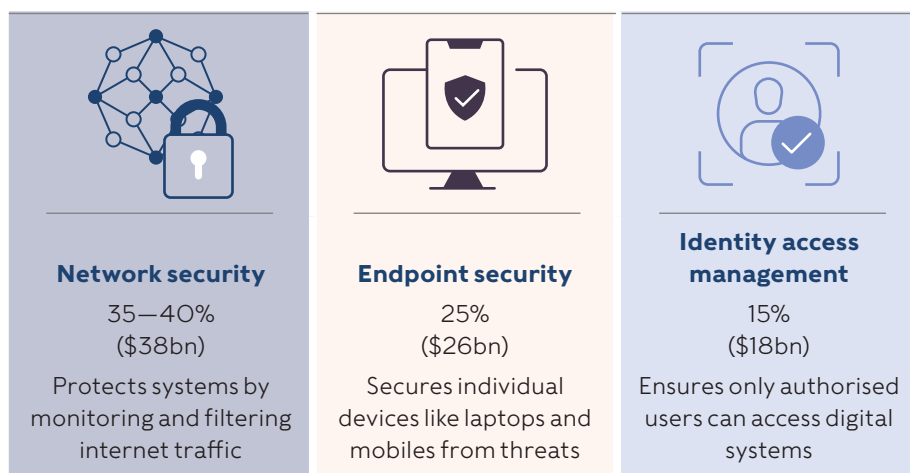 Network security
35—40%
($38bn)
Protects systems by
monitoring and filtering
internet traffic
Endpoint security
25%
($26bn)
Secures individual
devices like laptops and
mobiles from threats
Identity access
management
15%
($18bn)
Ensures only authorised
users can access digital
systems